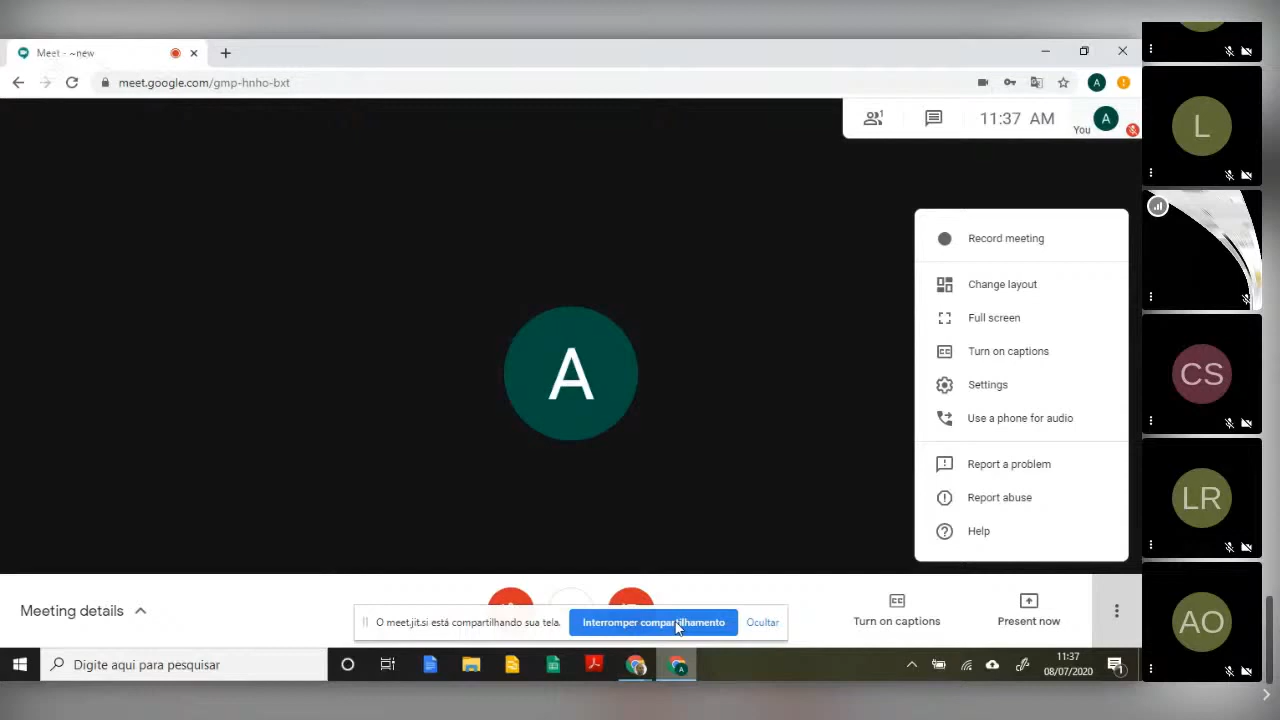 Meet - ~new
meet.google.com/gmp-hnho-bxt
A
1
11:37 AM
You
A
L
Record meeting
Change layout
Full screen
Turn on captions
Settings
Use a phone for audio
Report a problem
Report abuse
Help
A
CS
LR
AO
Meeting details
O meet.jit.si está compartilhando sua tela.
Interromper compartilhamento
Ocultar
Turn on captions
Present now
Digite aqui para pesquisar
11:37
08/07/2020
1